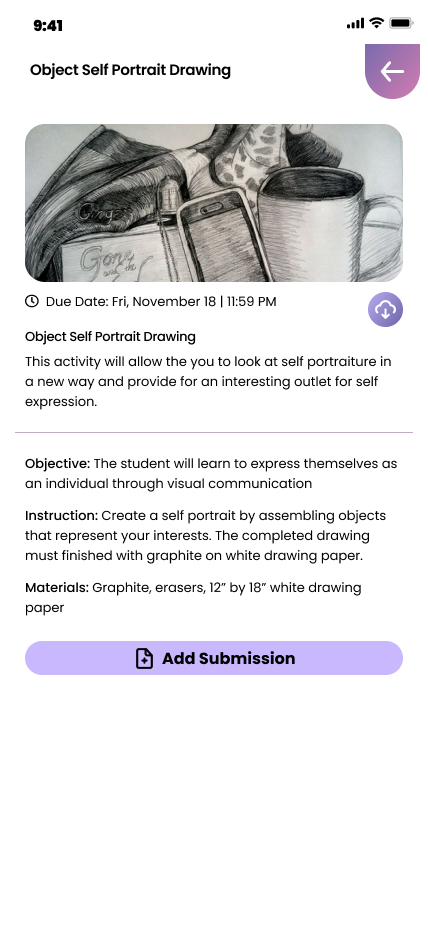 9:41
Object Self Portrait Drawing
Gone
with the
Due Date: Fri, November 18 | 11:59 PM
Object Self Portrait Drawing
This activity will allow the you to look at self portraiture in
a new way and provide for an interesting outlet for self
expression.
Objective: The student will learn to express themselves as
an individual through visual communication
Instruction: Create a self portrait by assembling objects
that represent your interests. The completed drawing
must finished with graphite on white drawing paper.
Materials: Graphite, erasers, 12” by 18” white drawing
paper
Add Submission